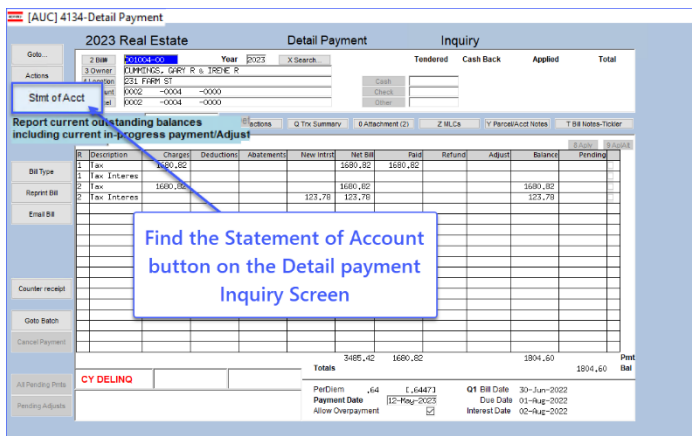 [AUC] 4134-Detail Payment
2023 Real Estate Detail Payment Inquiry
Goto...
2 Bill# 001004-00 Year 2023 X Search... Tendered Cash Back Applied Total
3 Owner CUMMINGS, GARY R & IRENE R
Actions
4 Location 231 FARM ST Cash
0002 -0004 -0000 Check
0002 -0004 -0000 Other
Stmt of Acct
Report current outstanding balances
including current in-progress payment/Adjust
Q Trx Summary 0 Attachment (2) Z MLCs Y Parcel/Acct Notes T Bill Notes-Tickler
8 Aply 9 AplAll
R Description Charges Deductions Abatements New Intrst Net Bill Paid Refund Adjust Balance Pending
1 Tax 1680.82 1680.82 1680.82
1 Tax Interes
2 Tax 1680.82 1680.82 1680.82
2 Tax Interes 123.78 123.78 123.78
Bill Type
Reprint Bill
Email Bill
Find the Statement of Account
button on the Detail payment
Inquiry Screen
Counter receipt
Goto Batch
Cancel Payment
3485.42 1680.82 1804.60 Pmt
Totals 1804.60 Bal
All Pending Pmts
CY DELINQ
PerDiem .64 [.6447] Q1 Bill Date 30-Jun-2022
Pending Adjusts
Payment Date 12-May-2023 Due Date 01-Aug-2022
Allow Overpayment Interest Date 02-Aug-2022